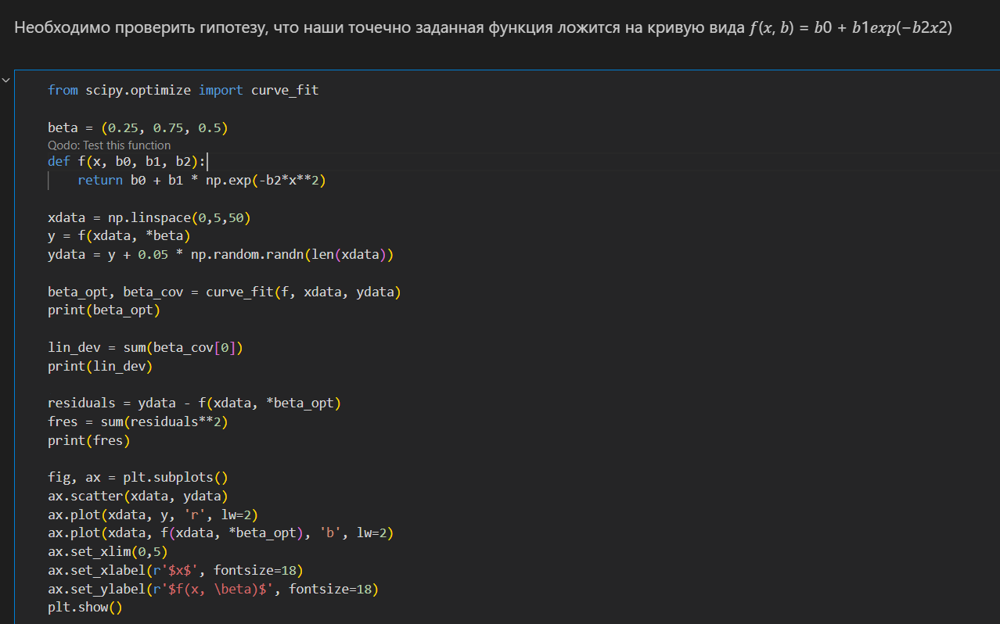 Необходимо проверить гипотезу, что наши точечно заданная функция ложится на кривую вида f(x, b) = b0 + b1exp(−b2x2)
from scipy.optimize import curve_fit
beta = (0.25, 0.75, 0.5)
Qodo: Test this function
def f(x, b0, b1, b2):
    return b0 + b1 * np.exp(-b2*x**2)
xdata = np.linspace(0,5,50)
y = f(xdata, *beta)
ydata = y + 0.05 * np.random.randn(len(xdata))
beta_opt, beta_cov = curve_fit(f, xdata, ydata)
print(beta_opt)
lin_dev = sum(beta_cov[0])
print(lin_dev)
residuals = ydata - f(xdata, *beta_opt)
fres = sum(residuals**2)
print(fres)
fig, ax = plt.subplots()
ax.scatter(xdata, ydata)
ax.plot(xdata, y, 'r', lw=2)
ax.plot(xdata, f(xdata, *beta_opt), 'b', lw=2)
ax.set_xlim(0,5)
ax.set_xlabel(r'$x$', fontsize=18)
ax.set_ylabel(r'$f(x, \beta)$', fontsize=18)
plt.show()